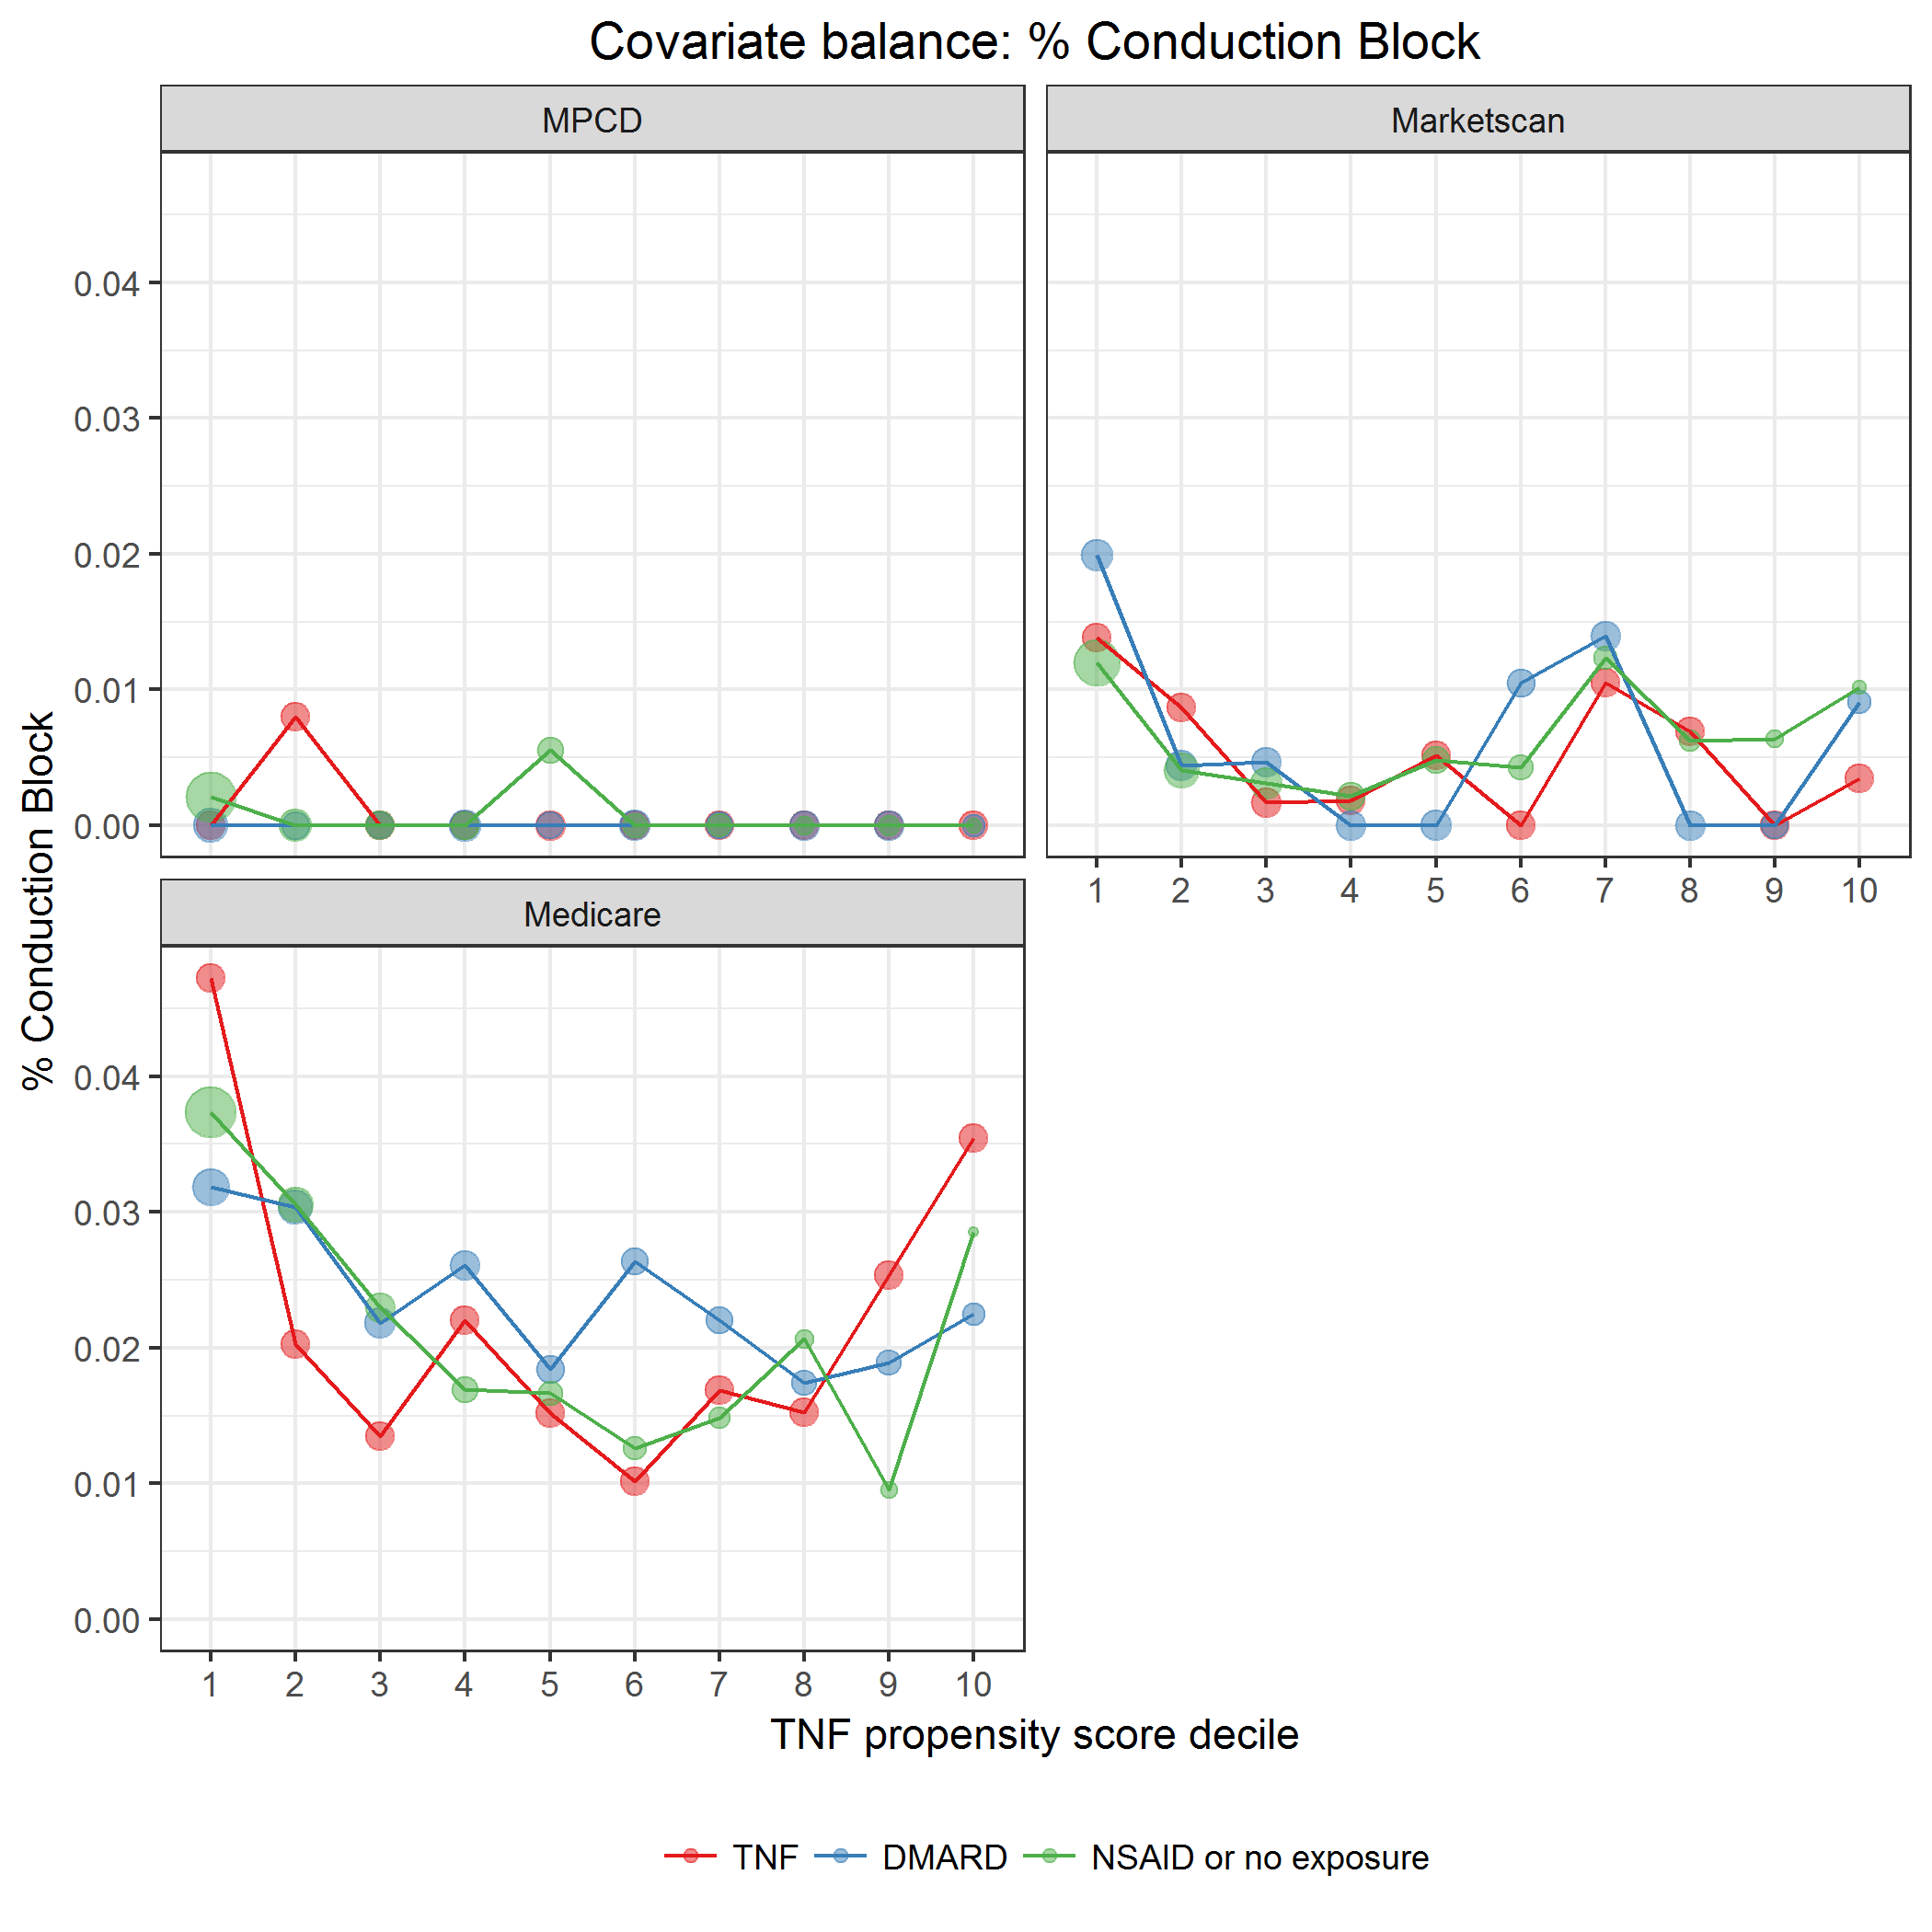 Covariate balance: % Conduction Block
MPCD
Marketscan
0.04
0.03
0.02
0.01
0.00
1 2 3 4 5 6 7 8 9 10
Medicare
% Conduction Block
0.04
0.03
0.02
0.01
0.00
1 2 3 4 5 6 7 8 9 10
TNF propensity score decile
TNF DMARD NSAID or no exposure